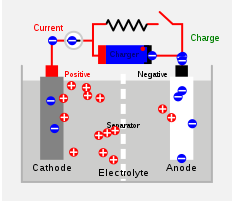 Current
Charge
Charger
Positive
Negative
Separator
Cathode
Electrolyte
Anode